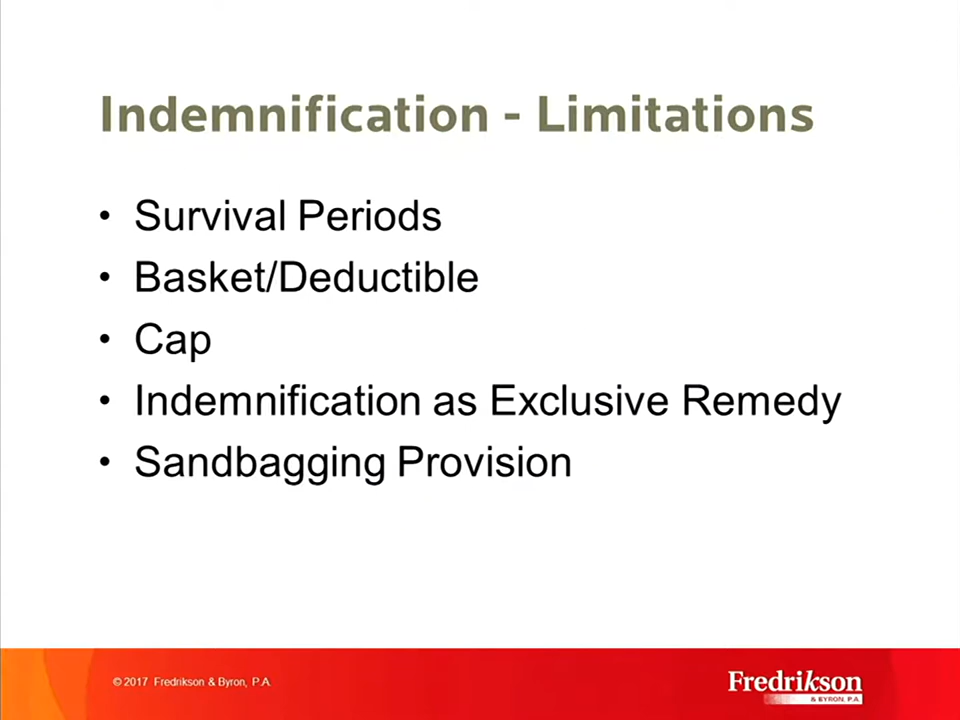 Indemnification - Limitations
• Survival Periods
• Basket/Deductible
• Cap
• Indemnification as Exclusive Remedy
• Sandbagging Provision
© 2017 Fredrikson & Byron, P.A.
Fredrikson
& BYRON, P.A.